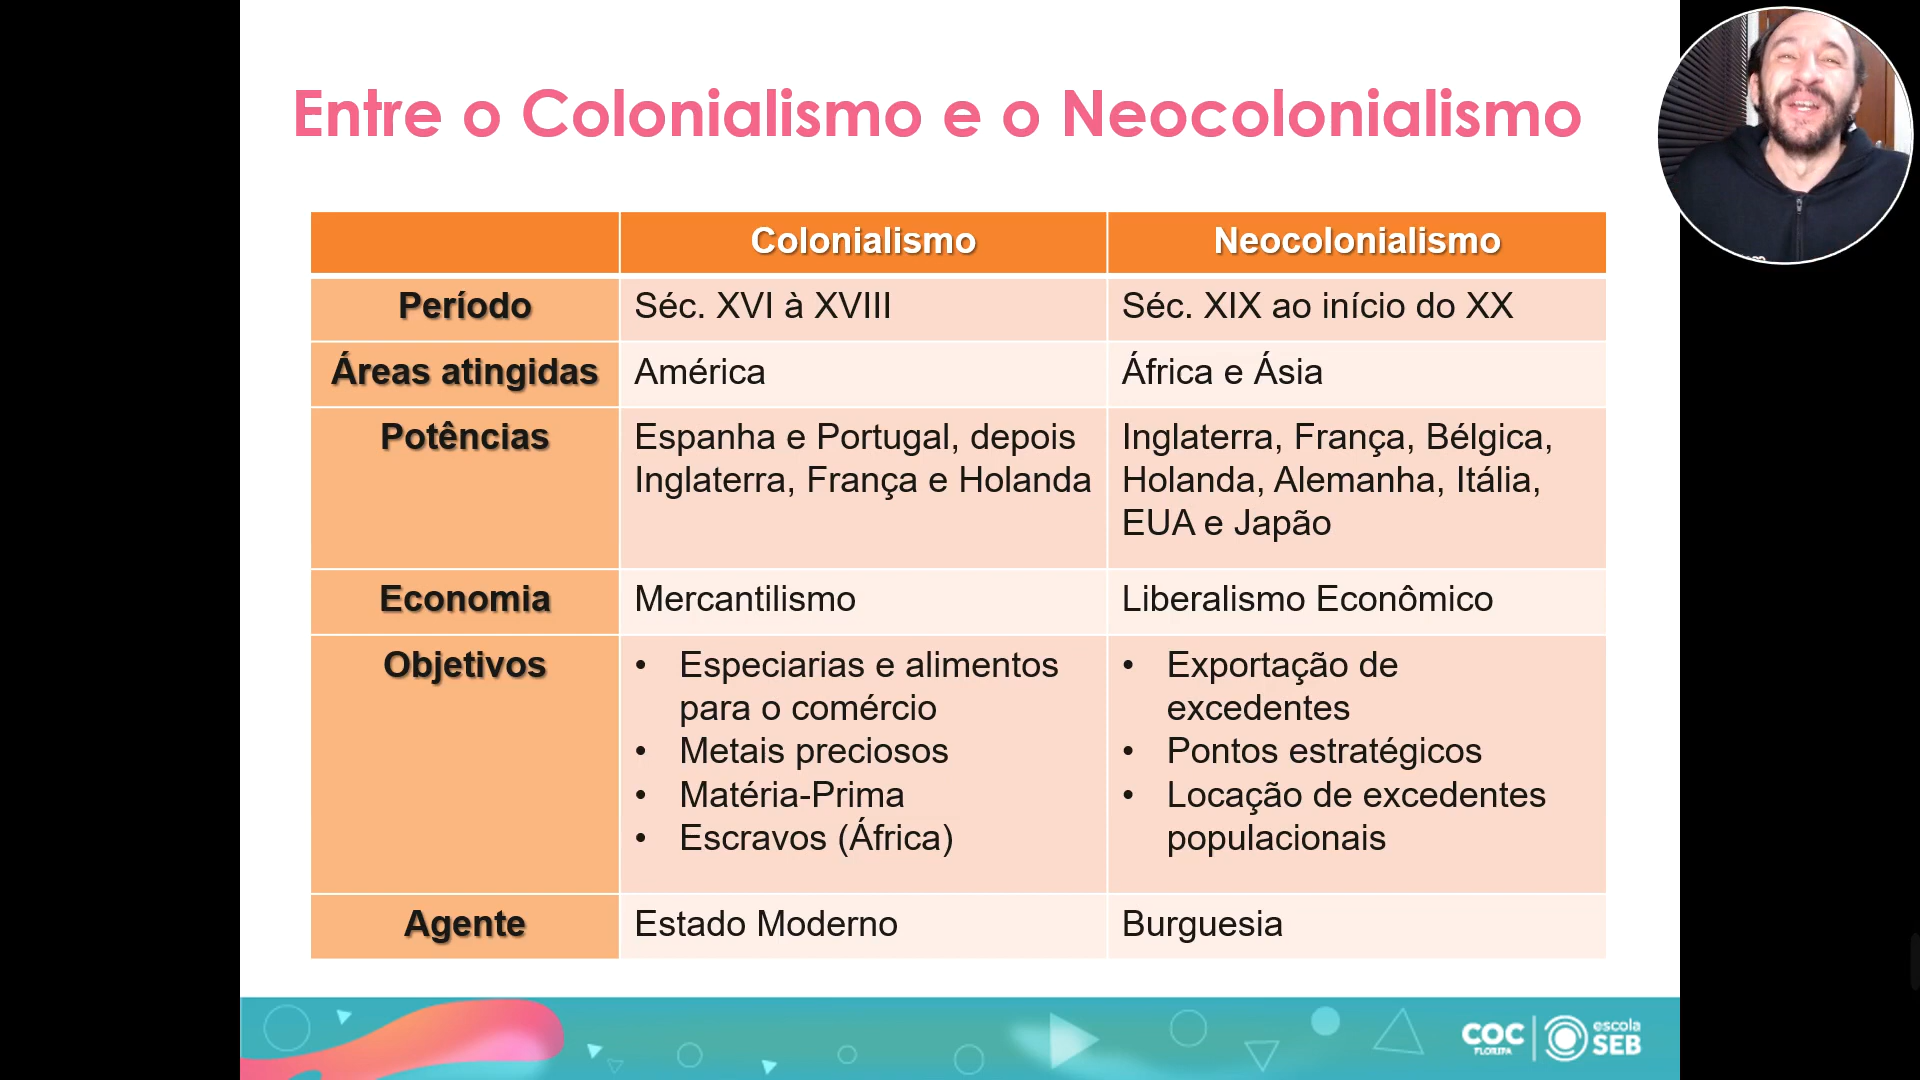 Entre o Colonialismo e o Neocolonialismo
Colonialismo
Neocolonialismo
Período
Séc. XVI à XVIII
Séc. XIX ao início do XX
Áreas atingidas
América
África e Ásia
Potências
Espanha e Portugal, depois
Inglaterra, França e Holanda
Inglaterra, França, Bélgica,
Holanda, Alemanha, Itália,
EUA e Japão
Economia
Mercantilismo
Liberalismo Econômico
Objetivos
• Especiarias e alimentos
para o comércio
• Metais preciosos
• Matéria-Prima
• Escravos (África)
• Exportação de
excedentes
• Pontos estratégicos
• Locação de excedentes
populacionais
Agente
Estado Moderno
Burguesia
COC
FLORIPA
escola
SEB